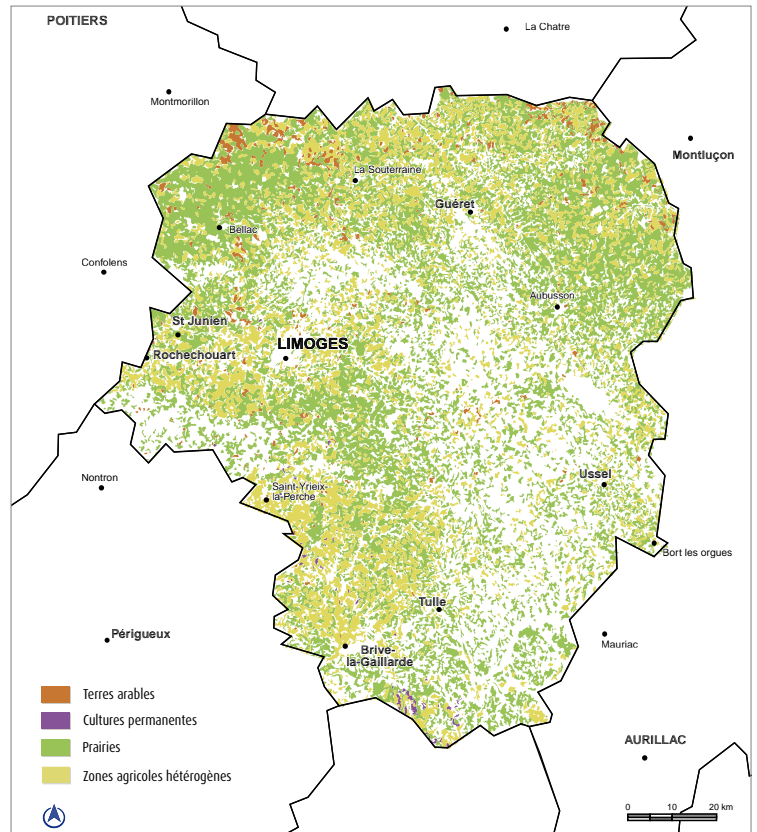 POITIERS
La Chatre
Montmorillon
Montluçon
La Souterraine
Guéret
Bellac
Confolens
Aubusson
St Junien
LIMOGES
Rochechouart
Nontron
Saint-Yrieix-
la-Perche
Ussel
Bort les orgues
Tulle
Périgueux
Mauriac
Brive-
la-Gaillarde
Terres arables
Cultures permanentes
Prairies
Zones agricoles hétérogènes
AURILLAC
0 10 20 km